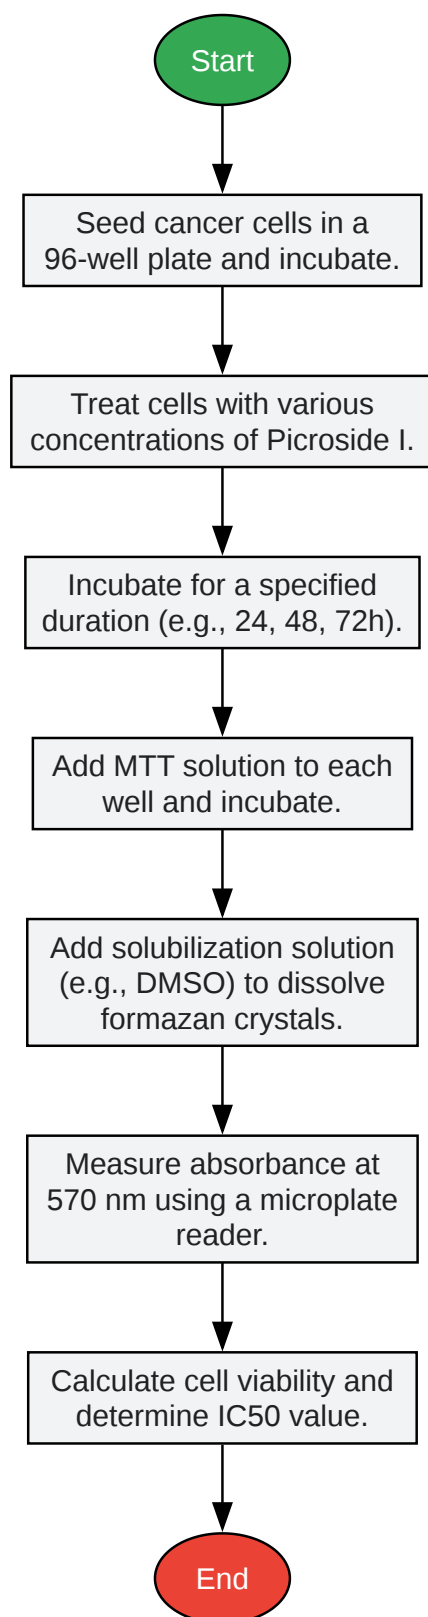 Start
Seed cancer cells in a
96-well plate and incubate.
Treat cells with various
concentrations of Picroside I.
Incubate for a specified
duration (e.g., 24, 48, 72h).
Add MTT solution to each
well and incubate.
Add solubilization solution
(e.g., DMSO) to dissolve
formazan crystals.
Measure absorbance at
570 nm using a microplate
reader.
Calculate cell viability and
determine IC50 value.
End